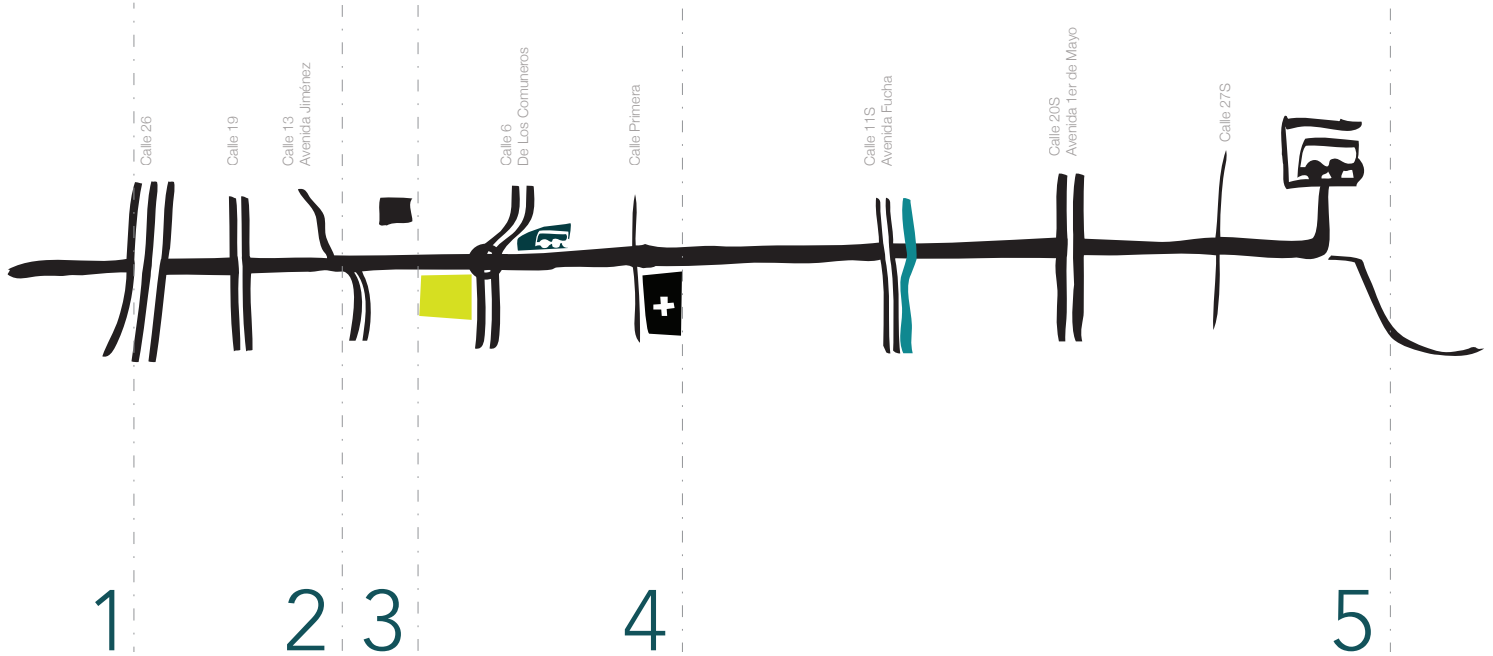 Calle 26
Calle 19
Calle 13
Avenida Jiménez
Calle 6
De Los Comuneros
Calle Primera
Calle 11S
Avenida Fucha
Calle 20S
Avenida 1er de Mayo
Calle 27S
1
2
3
4
5